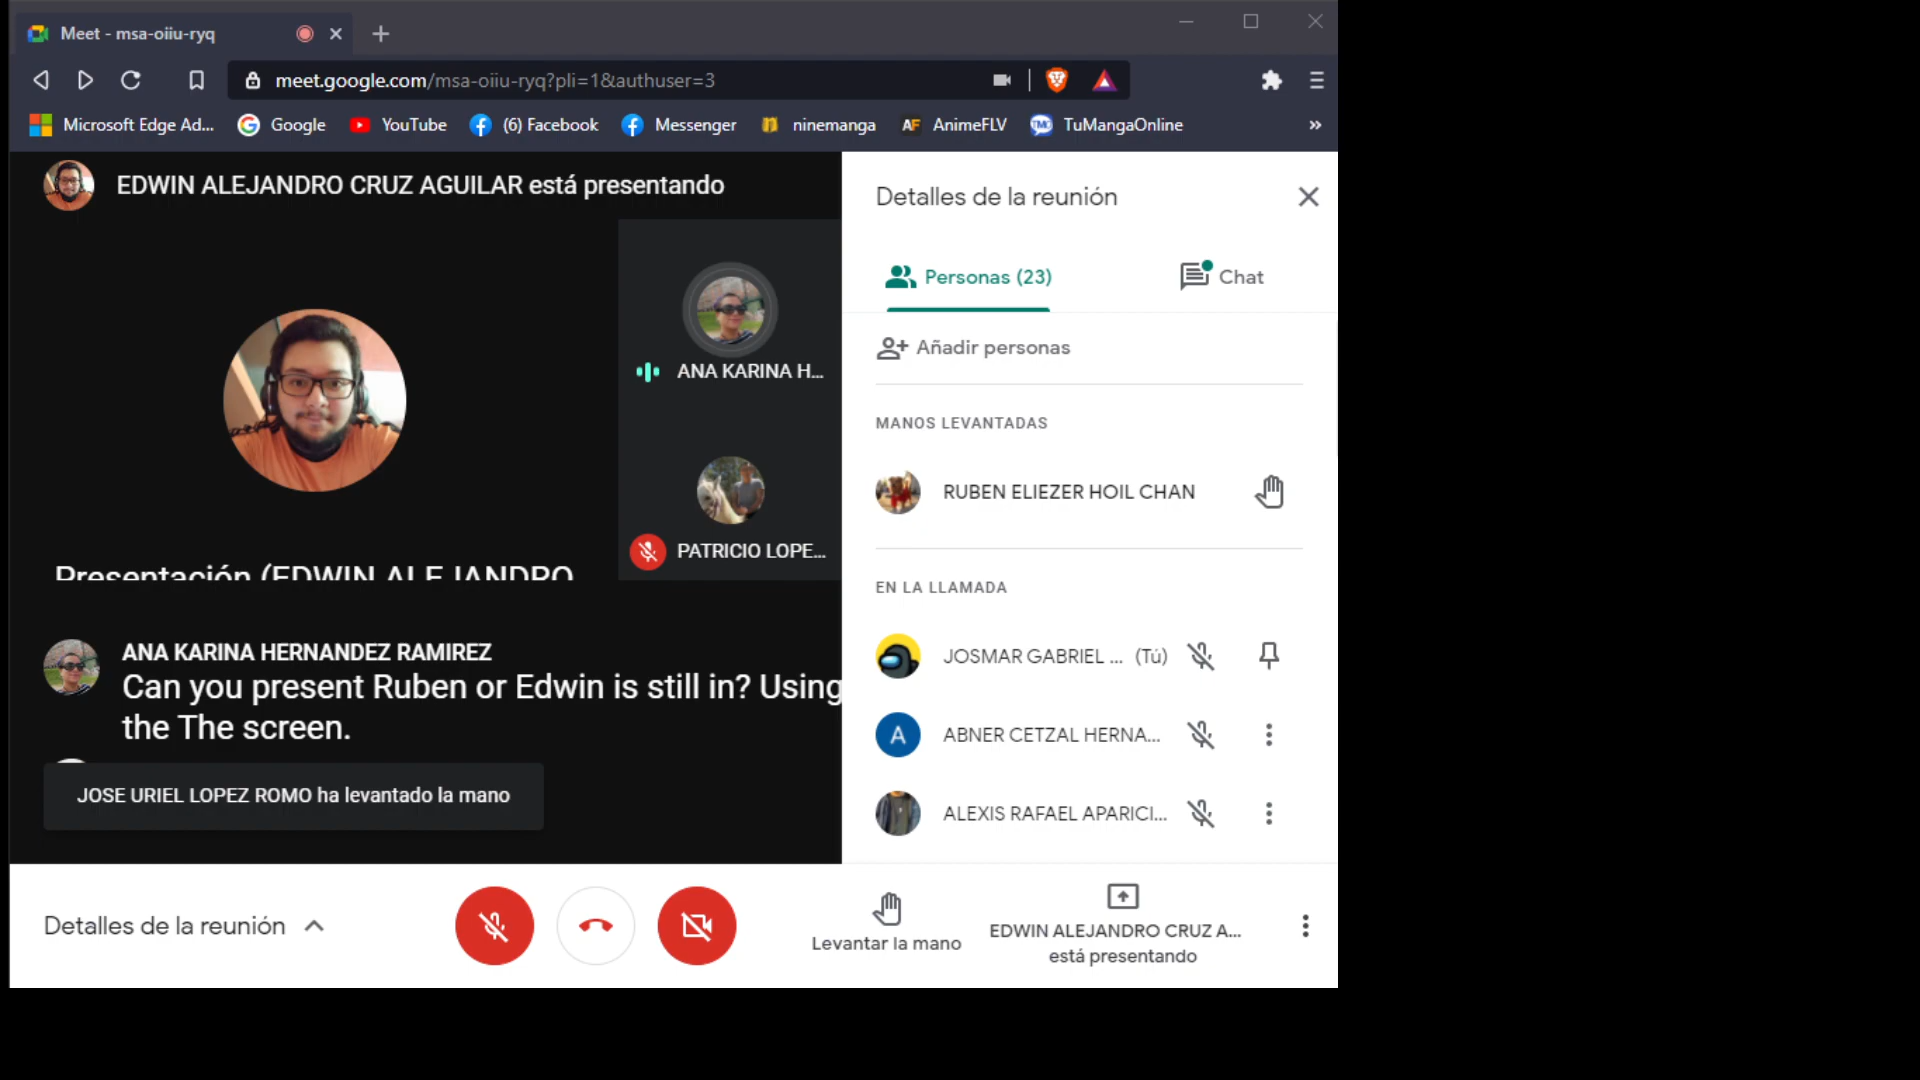 Meet - msa-oiiu-ryq
meet.google.com/msa-oiiu-ryq?pli=1&authuser=3
Microsoft Edge Ad... Google YouTube (6) Facebook Messenger ninemanga AF AnimeFLV TMO TuMangaOnline »
EDWIN ALEJANDRO CRUZ AGUILAR está presentando
ANA KARINA H...
PATRICIO LOPE...
Presentación (EDWIN ALEJANDRO
ANA KARINA HERNANDEZ RAMIREZ
Can you present Ruben or Edwin is still in? Using
the The screen.
JOSE URIEL LOPEZ ROMO ha levantado la mano
Detalles de la reunión
Personas (23) Chat
Añadir personas
MANOS LEVANTADAS
RUBEN ELIEZER HOIL CHAN
EN LA LLAMADA
JOSMAR GABRIEL ... (Tú)
A ABNER CETZAL HERNA...
ALEXIS RAFAEL APARICI...
Detalles de la reunión
Levantar la mano
EDWIN ALEJANDRO CRUZ A...
está presentando